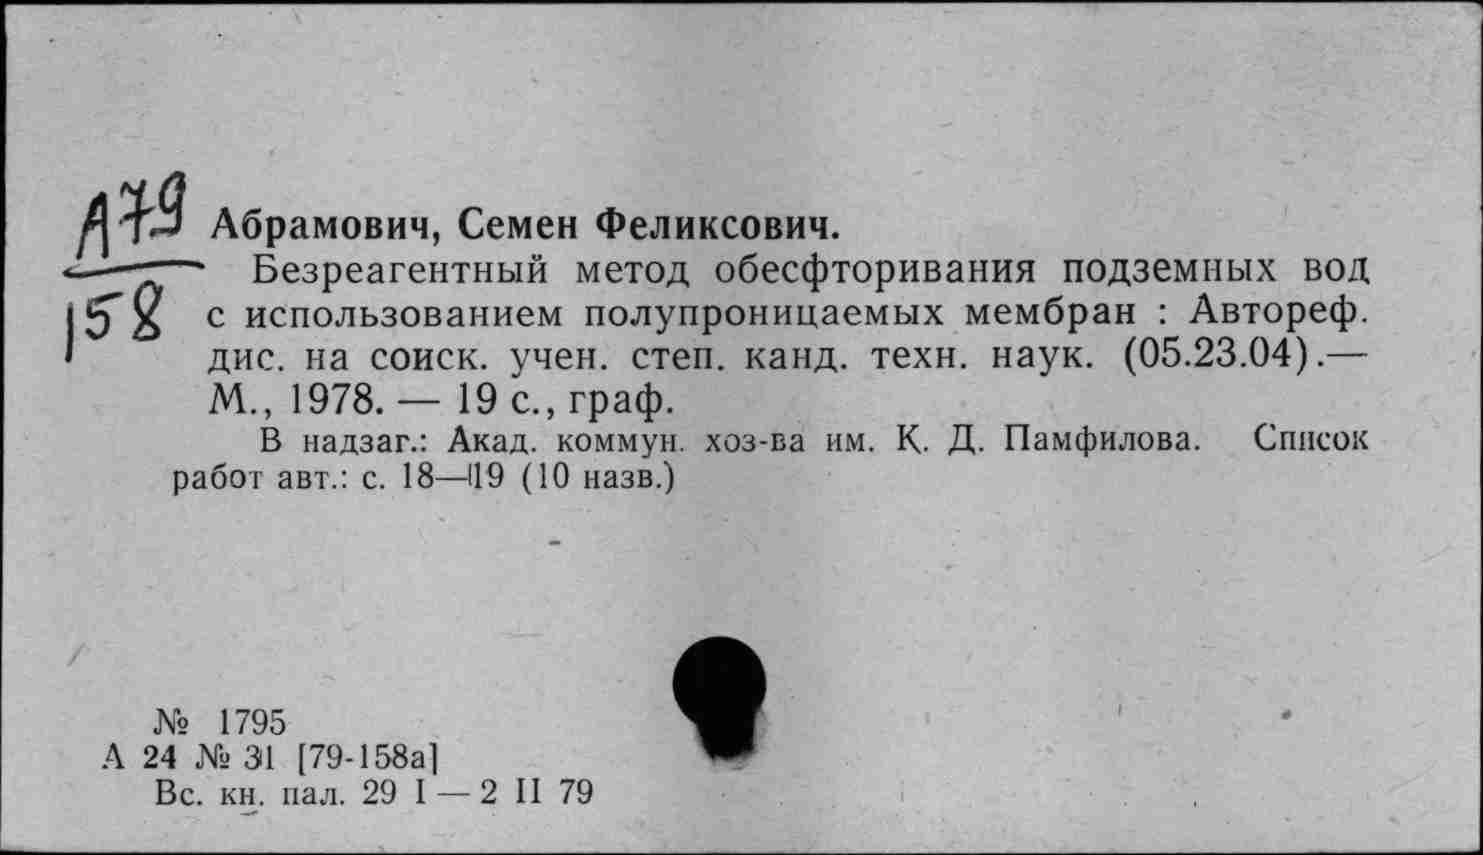 А79
158
Абрамович, Семен Феликсович.
Безреагентный метод обесфторивания подземных вод
с использованием полупроницаемых мембран : Автореф.
дис. на соиск. учен. степ. канд. техн. наук. (05.23.04).—
М., 1978. — 19 с., граф.
В надзаг.: Акад. коммун. хоз-ва им. К. Д. Памфилова. Список
работ авт.: с. 18—19 (10 назв.)
№ 1795
А 24 № 31 [79-158а]
Вс. кн. пал. 29 I — 2 II 79